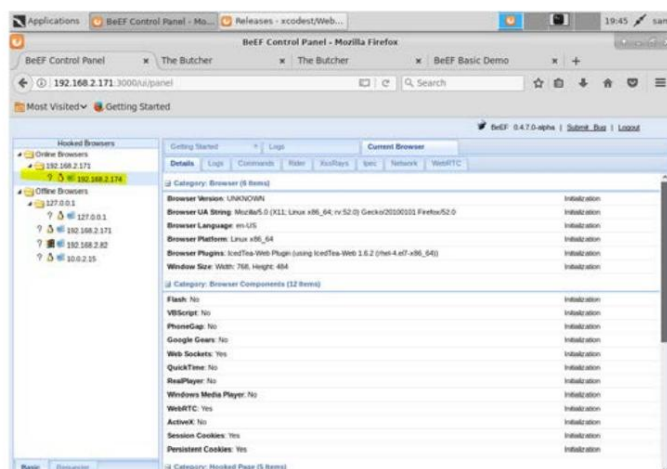 Applications
BeEF Control Panel - Mo...
Releases - xcodest/Web...
19:45
san
BeEF Control Panel - Mozilla Firefox
BeEF Control Panel
The Butcher
The Butcher
BeEF Basic Demo
192.168.2.171:3000/ui/panel
Search
Most Visited
Getting Started
BeEF 0.4.7.0-alpha | Submit Bug | Logout
Hooked Browsers
Online Browsers
192.168.2.171
? 192.168.2.174
Offline Browsers
127.0.0.1
? 127.0.0.1
? 192.168.2.171
? 192.168.2.82
? 10.0.2.15
Basic
Requester
Getting Started
Logs
Current Browser
Details
Logs
Commands
Rider
XssRays
Ipec
Network
WebRTC
Category: Browser (6 Items)
Browser Version: UNKNOWN Initialization
Browser UA String: Mozilla/5.0 (X11; Linux x86_64; rv:52.0) Gecko/20100101 Firefox/52.0 Initialization
Browser Language: en-US Initialization
Browser Platform: Linux x86_64 Initialization
Browser Plugins: IcedTea-Web Plugin (using IcedTea-Web 1.6.2 (rhel-4.el7-x86_64)) Initialization
Window Size: Width: 768, Height: 484 Initialization
Category: Browser Components (12 Items)
Flash: No Initialization
VBScript: No Initialization
PhoneGap: No Initialization
Google Gears: No Initialization
Web Sockets: Yes Initialization
QuickTime: No Initialization
RealPlayer: No Initialization
Windows Media Player: No Initialization
WebRTC: Yes Initialization
ActiveX: No Initialization
Session Cookies: Yes Initialization
Persistent Cookies: Yes Initialization
Category: Hooked Page (5 Items)